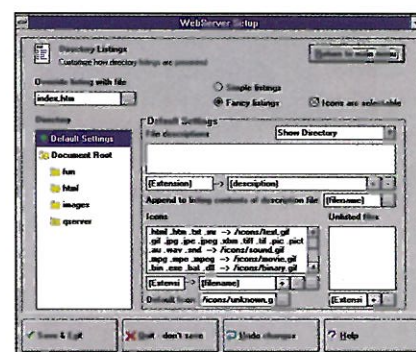 WebServer Setup
Directory Listings
Customize how directory listings are presented
Return to main menu
Override listing with file
index.htm
Simple listings
Fancy listings
Icons are selectable
Directory
Default Settings
Document Root
fun
html
images
qserver
Default Settings
File descriptions
Show Directory
(Extension) --> (description) + -
Append to listing contents of description file (filename)
Icons
.html .htm .txt --> /icons/text.gif
.gif .jpg .jpe .jpeg .xbm .tiff .tif .pic .pict
.au .wav .snd --> /icons/sound.gif
.mpg .mpe .mpeg --> /icons/movie.gif
.bin .exe .bat .dll --> /icons/binary.gif
(Extensi --> (filename) + -
Default Icon /icons/unknown.g
Unlisted files
(Extensi + -
Save & Exit
Quit - don't save
Undo changes
? Help